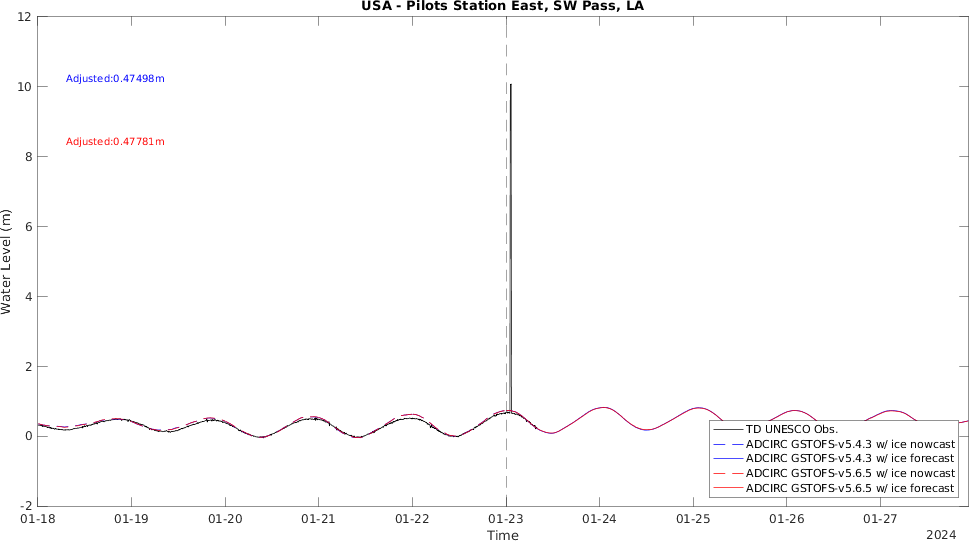 USA - Pilots Station East, SW Pass, LA
12
10
8
6
4
2
0
-2
Water Level (m)
Adjusted:0.47498m
Adjusted:0.47781m
TD UNESCO Obs.
ADCIRC GSTOFS-v5.4.3 w/ ice nowcast
ADCIRC GSTOFS-v5.4.3 w/ ice forecast
ADCIRC GSTOFS-v5.6.5 w/ ice nowcast
ADCIRC GSTOFS-v5.6.5 w/ ice forecast
01-18 01-19 01-20 01-21 01-22 01-23 01-24 01-25 01-26 01-27
Time
2024